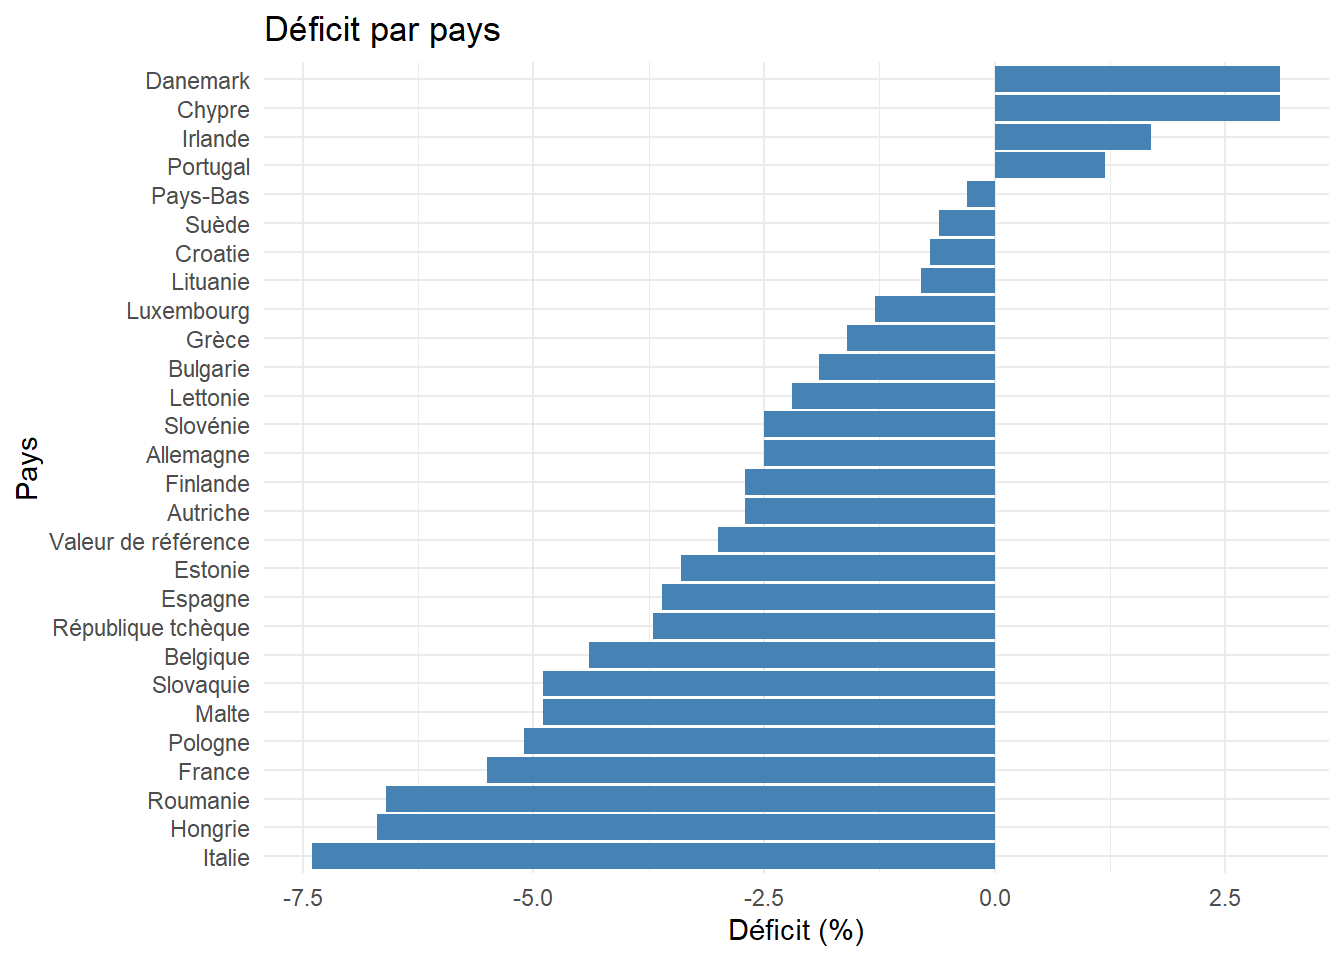 Déficit par pays
Danemark
Chypre
Irlande
Portugal
Pays-Bas
Suède
Croatie
Lituanie
Luxembourg
Grèce
Bulgarie
Lettonie
Slovénie
Allemagne
Finlande
Autriche
Valeur de référence
Estonie
Espagne
République tchèque
Belgique
Slovaquie
Malte
Pologne
France
Roumanie
Hongrie
Italie
Pays
-7.5 -5.0 -2.5 0.0 2.5
Déficit (%)